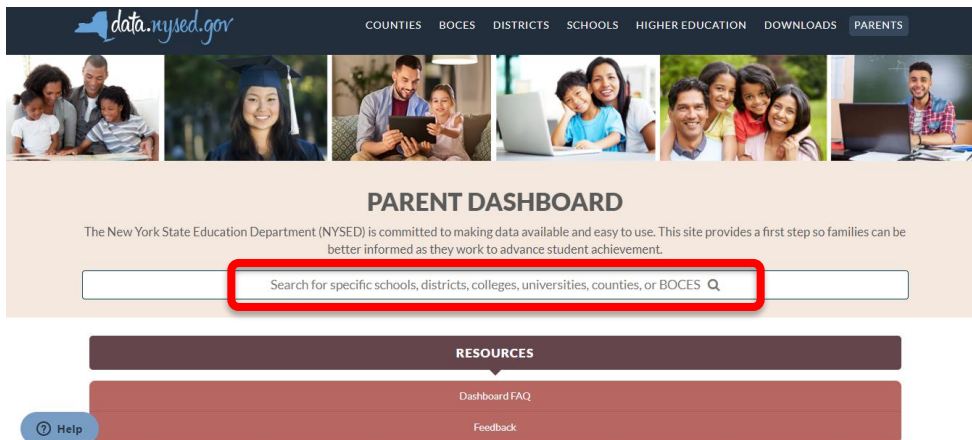 data.nysed.gov
COUNTIES BOCES DISTRICTS SCHOOLS HIGHER EDUCATION DOWNLOADS PARENTS
PARENT DASHBOARD
The New York State Education Department (NYSED) is committed to making data available and easy to use. This site provides a first step so families can be
better informed as they work to advance student achievement.
Search for specific schools, districts, colleges, universities, counties, or BOCES
RESOURCES
Dashboard FAQ
Feedback
Help